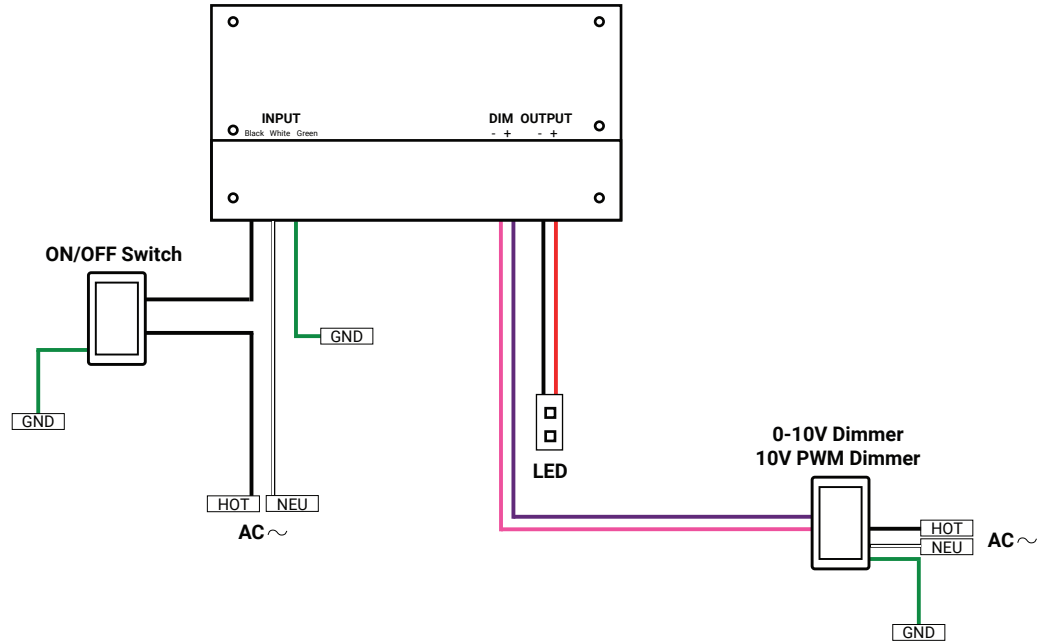 INPUT
DIM OUTPUT
Black White Green
- + - +
ON/OFF Switch
GND
GND
0-10V Dimmer
10V PWM Dimmer
LED
HOT NEU
AC
HOT
NEU
AC
GND